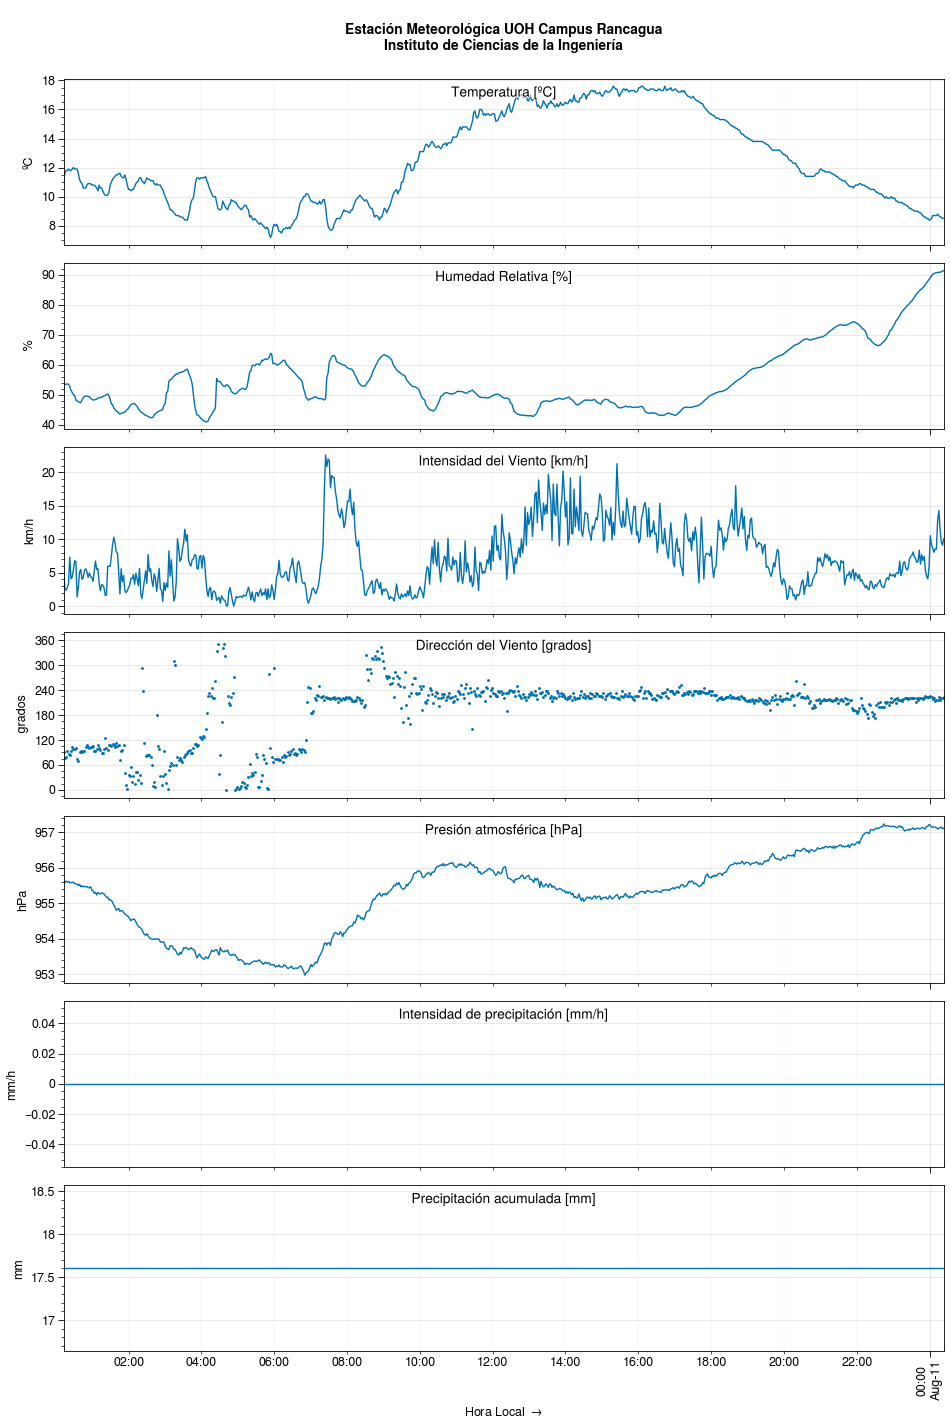 Estación Meteorológica UOH Campus Rancagua
Instituto de Ciencias de la Ingeniería
Temperatura [ºC]
ºC
18
16
14
12
10
8
Humedad Relativa [%]
%
90
80
70
60
50
40
Intensidad del Viento [km/h]
km/h
20
15
10
5
0
Dirección del Viento [grados]
grados
360
300
240
180
120
60
0
Presión atmosférica [hPa]
hPa
957
956
955
954
953
Intensidad de precipitación [mm/h]
mm/h
0.04
0.02
0
−0.02
−0.04
Precipitación acumulada [mm]
mm
18.5
18
17.5
17
02:00 04:00 06:00 08:00 10:00 12:00 14:00 16:00 18:00 20:00 22:00 00:00
Aug-11
Hora Local →